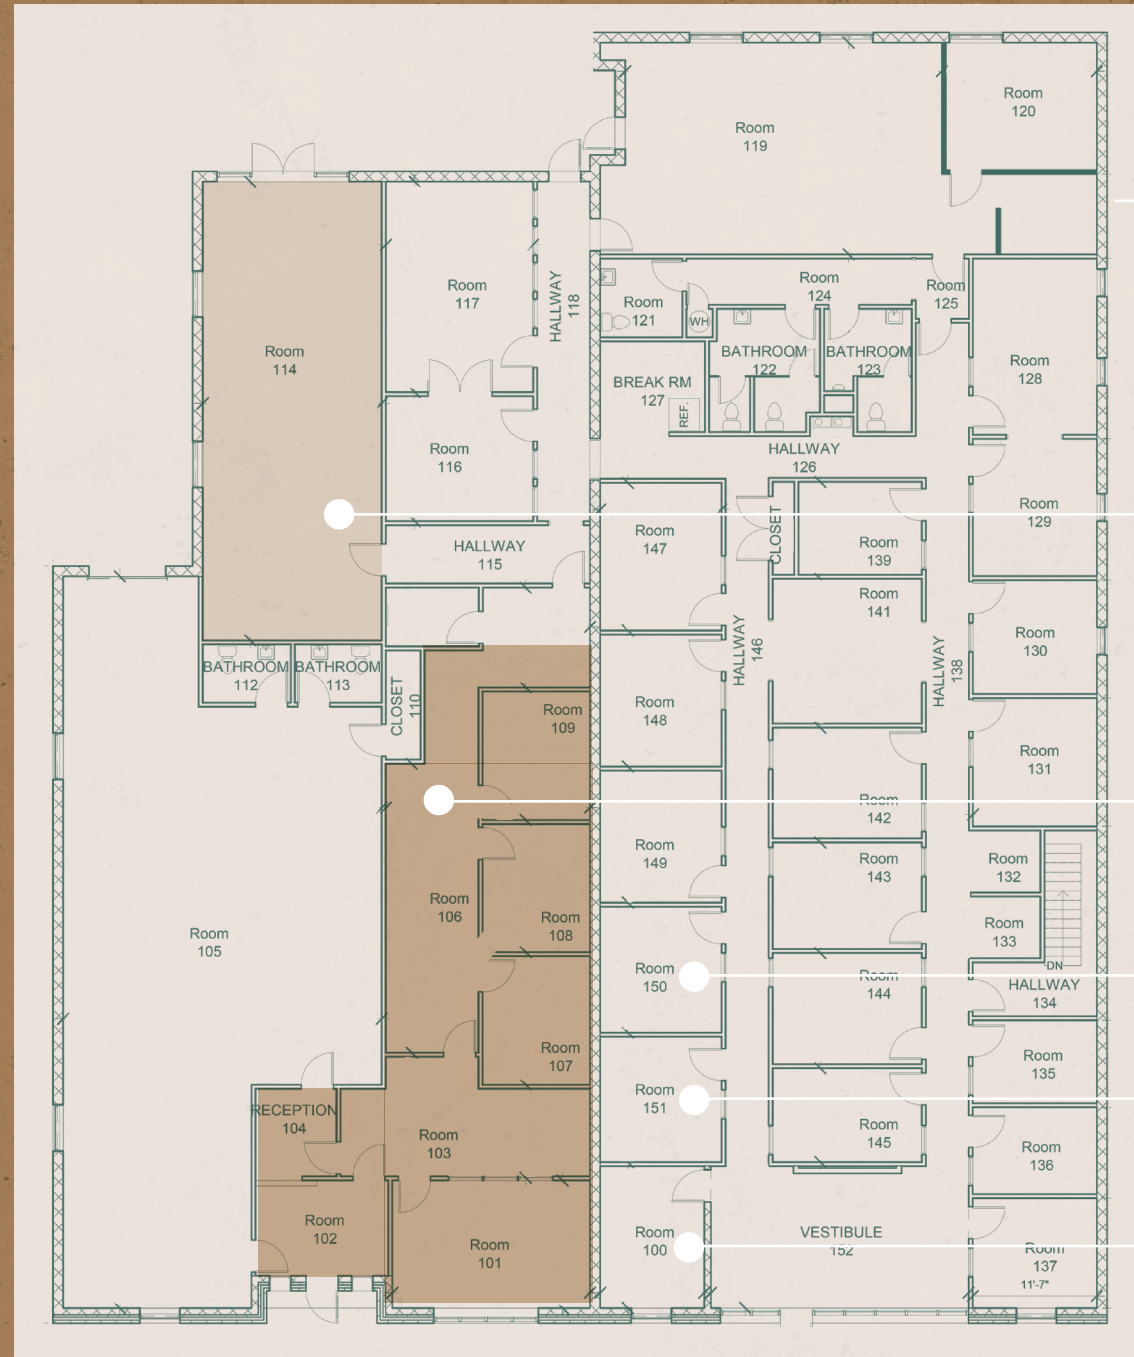 Room
120
Room
119
Room
117
HALLWAY
118
Room
124
Room
125
Room
121
WH
BATHROOM
122
BATHROOM
123
Room
114
Room
128
BREAK RM
127
REF.
Room
116
HALLWAY
126
Room
129
Room
147
CLOSET
Room
139
HALLWAY
115
Room
141
Room
130
HALLWAY
146
HALLWAY
138
BATHROOM
112
BATHROOM
113
CLOSET
110
Room
109
Room
148
Room
131
Room
142
Room
149
Room
143
Room
132
Room
106
Room
108
Room
105
Room
133
DN
Room
150
Room
144
HALLWAY
134
Room
107
Room
135
Room
151
RECEPTION
104
Room
103
Room
145
Room
136
Room
102
Room
101
Room
100
VESTIBULE
152
Room
137
11'-7"